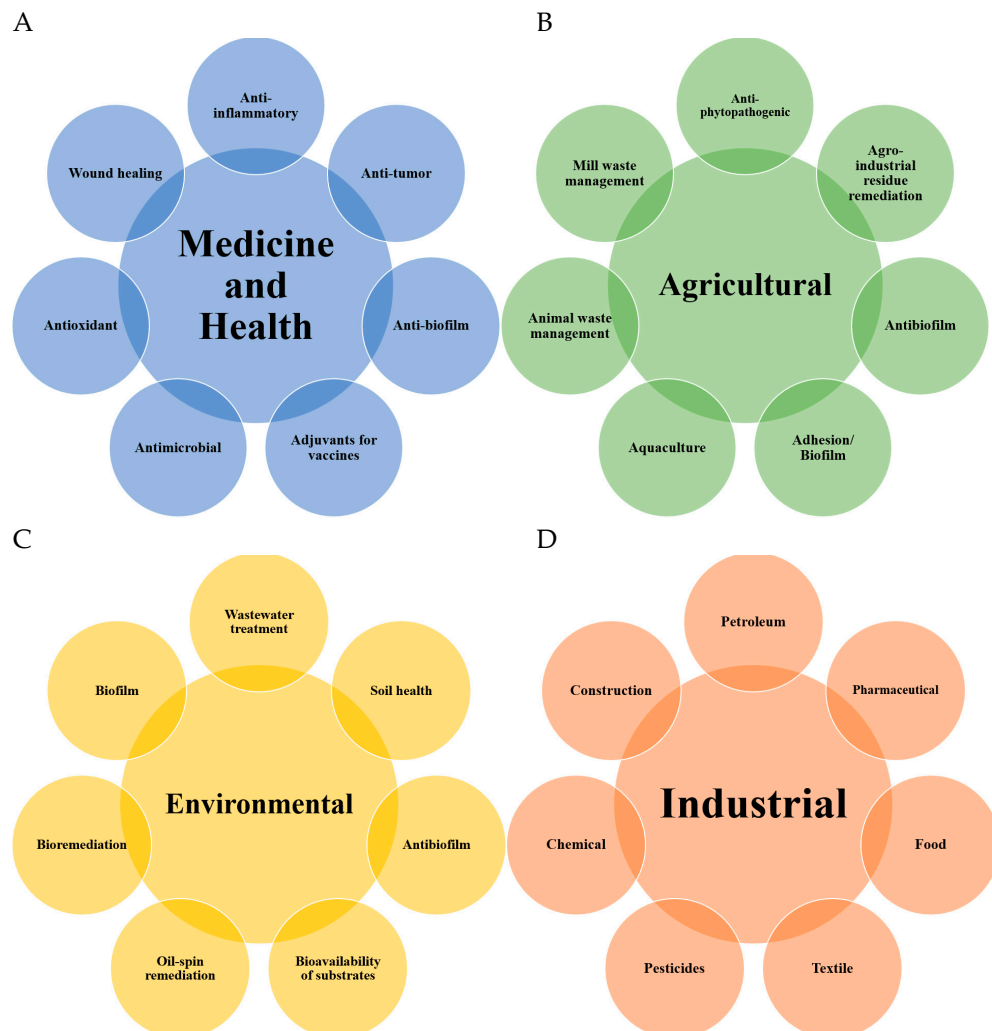 A
Anti-
inflammatory
Wound healing
Anti-tumor
Medicine
and
Health
Antioxidant
Anti-biofilm
Antimicrobial
Adjuvants for
vaccines
B
Anti-
phytopathogenic
Mill waste
management
Agro-
industrial
residue
remediation
Agricultural
Animal waste
management
Antibiofilm
Aquaculture
Adhesion/
Biofilm
C
Wastewater
treatment
Biofilm
Soil health
Environmental
Bioremediation
Antibiofilm
Oil-spin
remediation
Bioavailability
of substrates
D
Petroleum
Construction
Pharmaceutical
Industrial
Chemical
Food
Pesticides
Textile